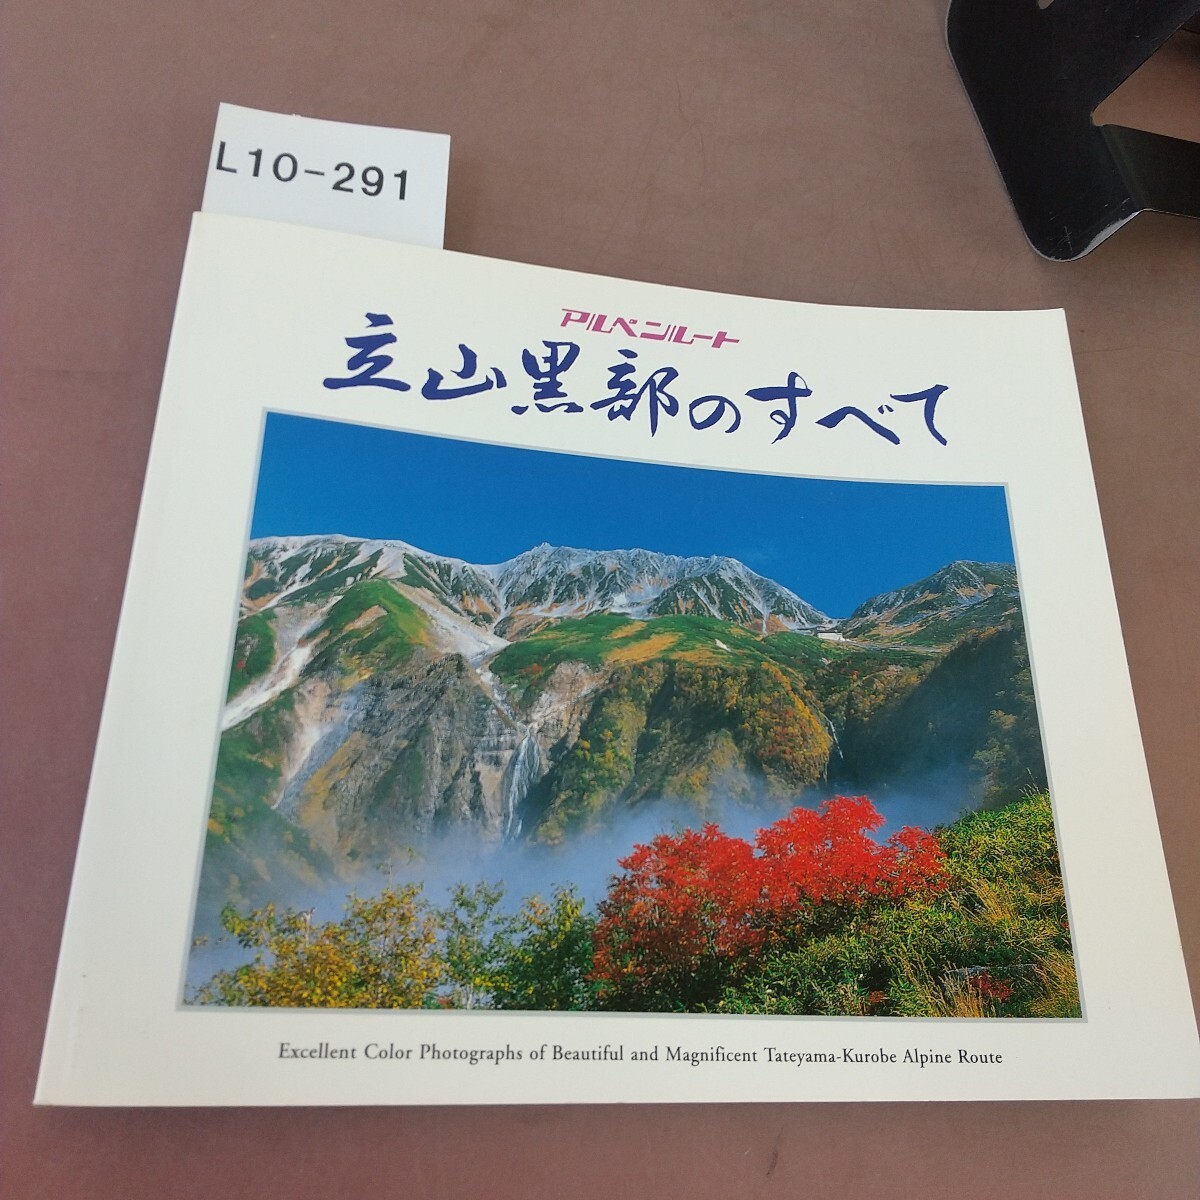 L10-291
アルペンルート
立山黒部のすべて
Excellent Color Photographs of Beautiful and Magnificent Tateyama-Kurobe Alpine Route